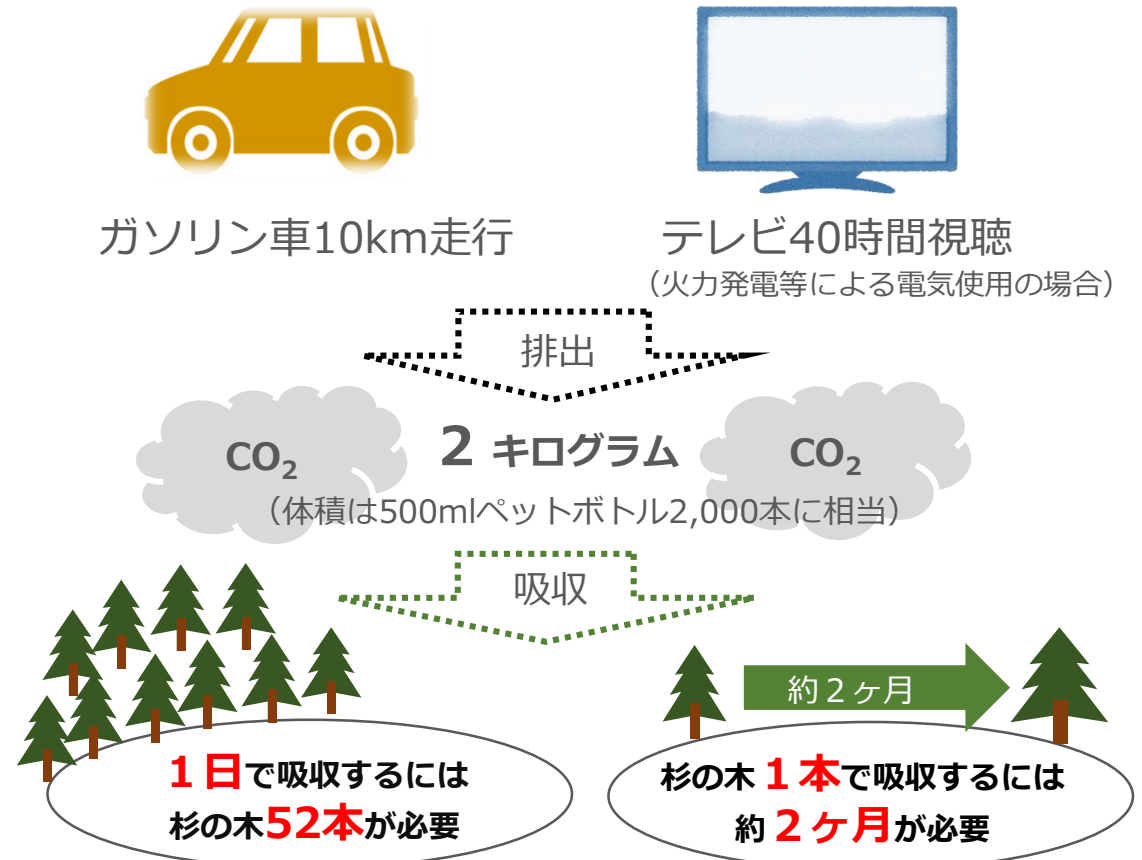 ガソリン車10km走行
テレビ40時間視聴
（火力発電等による電気使用の場合）
排出
CO₂
2 キログラム
CO₂
（体積は500mlペットボトル2,000本に相当）
吸収
約２ヶ月
１日で吸収するには
杉の木52本が必要
杉の木１本で吸収するには
約２ヶ月が必要